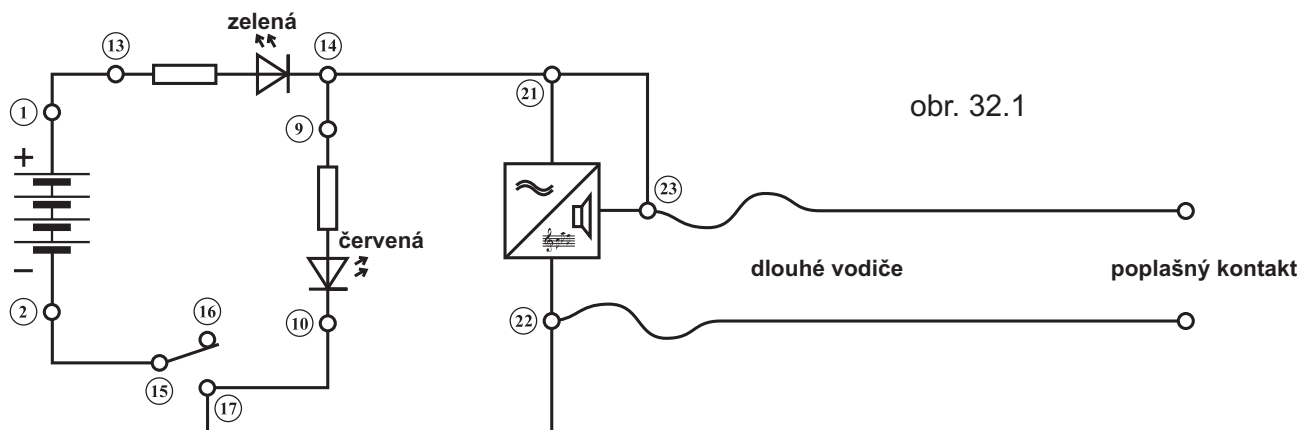 zelená
13
14
21
1
obr. 32.1
9
+
23
červená
dlouhé vodiče
poplašný kontakt
−
2
16
10
22
15
17